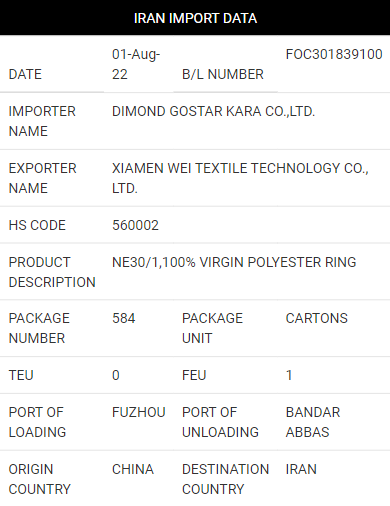 IRAN IMPORT DATA
DATE 01-Aug-22 B/L NUMBER FOC301839100
IMPORTER NAME DIMOND GOSTAR KARA CO.,LTD.
EXPORTER NAME XIAMEN WEI TEXTILE TECHNOLOGY CO., LTD.
HS CODE 560002
PRODUCT DESCRIPTION NE30/1,100% VIRGIN POLYESTER RING
PACKAGE NUMBER 584 PACKAGE UNIT CARTONS
TEU 0 FEU 1
PORT OF LOADING FUZHOU PORT OF UNLOADING BANDAR ABBAS
ORIGIN COUNTRY CHINA DESTINATION COUNTRY IRAN